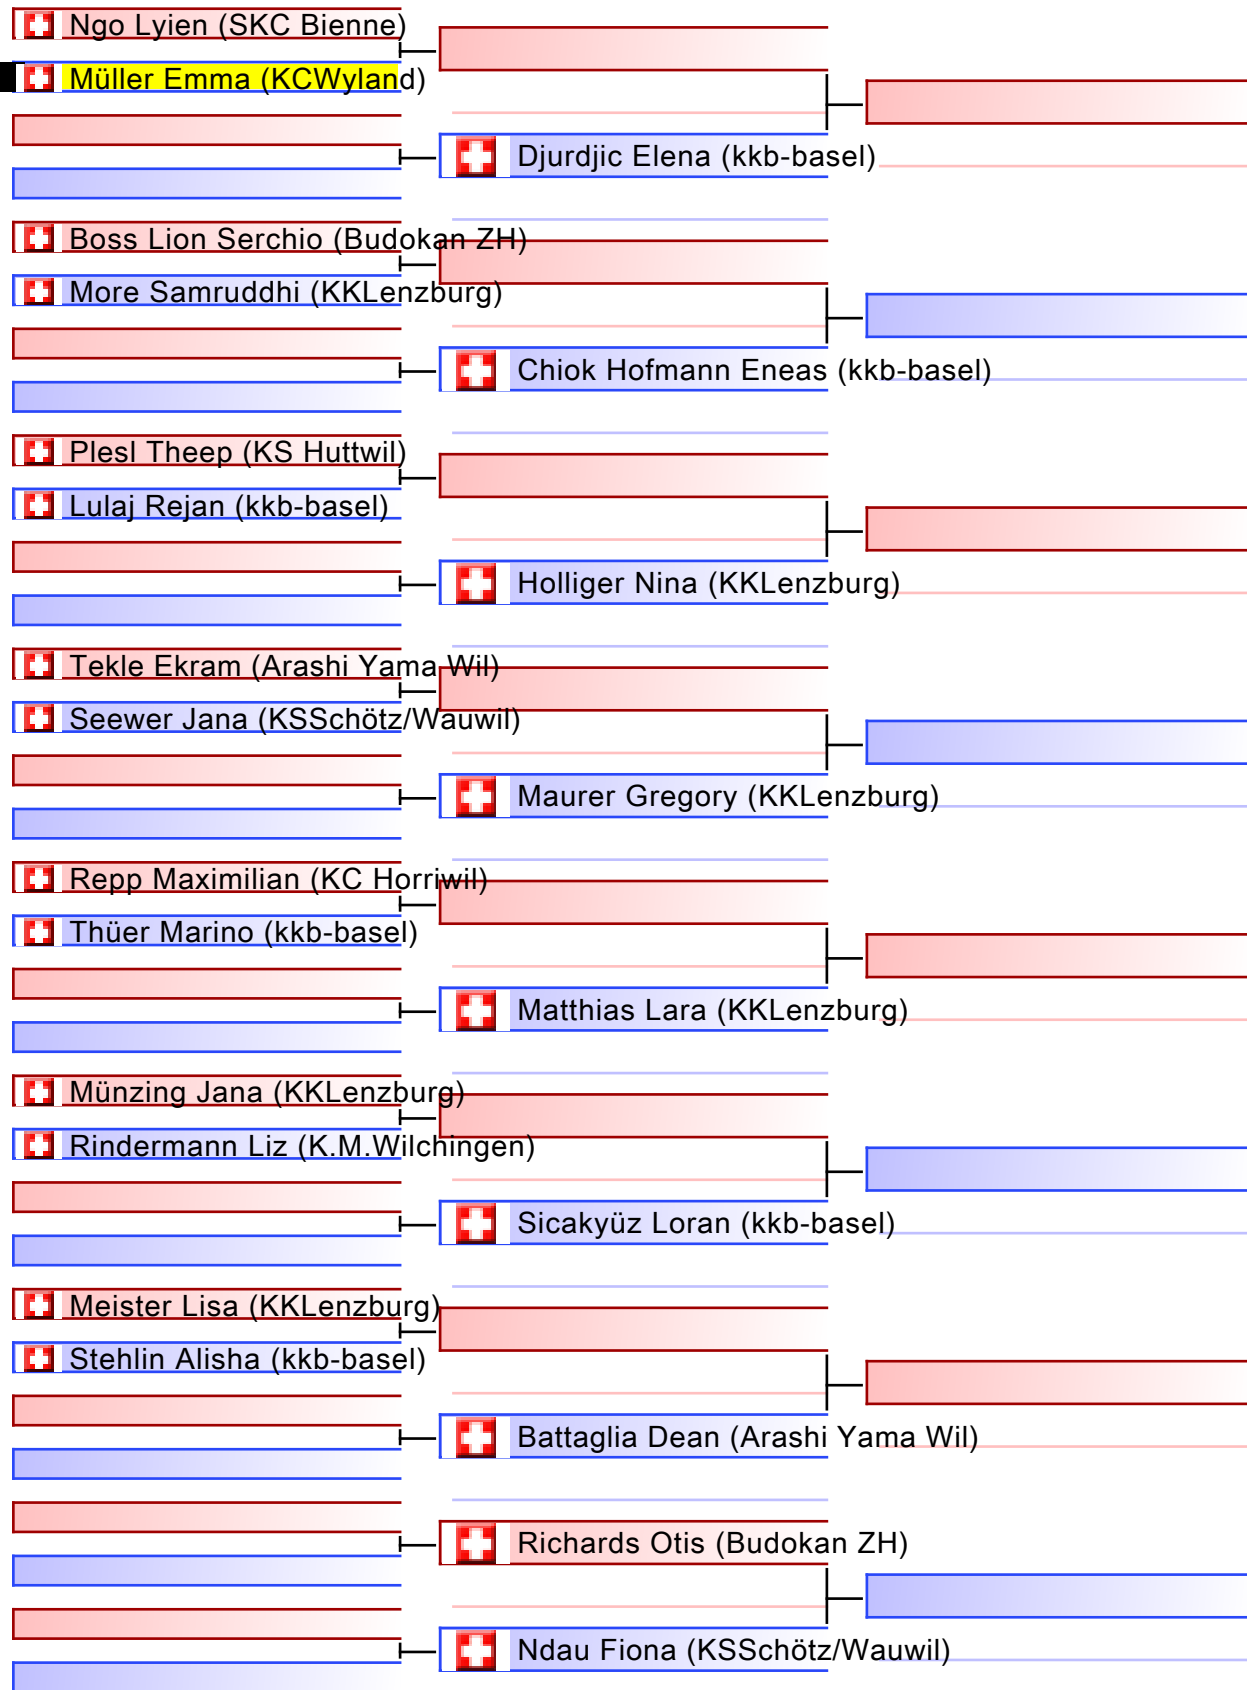 Ngo Lyien (SKC Bienne)
Müller Emma (KCWyland)
Djurdjic Elena (kkb-basel)
Boss Lion Serchio (Budokan ZH)
More Samruddhi (KKLenzburg)
Chiok Hofmann Eneas (kkb-basel)
Plesl Theep (KS Huttwil)
Lulaj Rejan (kkb-basel)
Holliger Nina (KKLenzburg)
Tekle Ekram (Arashi Yama Wil)
Seewer Jana (KSSchötz/Wauwil)
Maurer Gregory (KKLenzburg)
Repp Maximilian (KC Horriwil)
Thüer Marino (kkb-basel)
Matthias Lara (KKLenzburg)
Münzing Jana (KKLenzburg)
Rindermann Liz (K.M.Wilchingen)
Sicakyüz Loran (kkb-basel)
Meister Lisa (KKLenzburg)
Stehlin Alisha (kkb-basel)
Battaglia Dean (Arashi Yama Wil)
Richards Otis (Budokan ZH)
Ndau Fiona (KSSchötz/Wauwil)